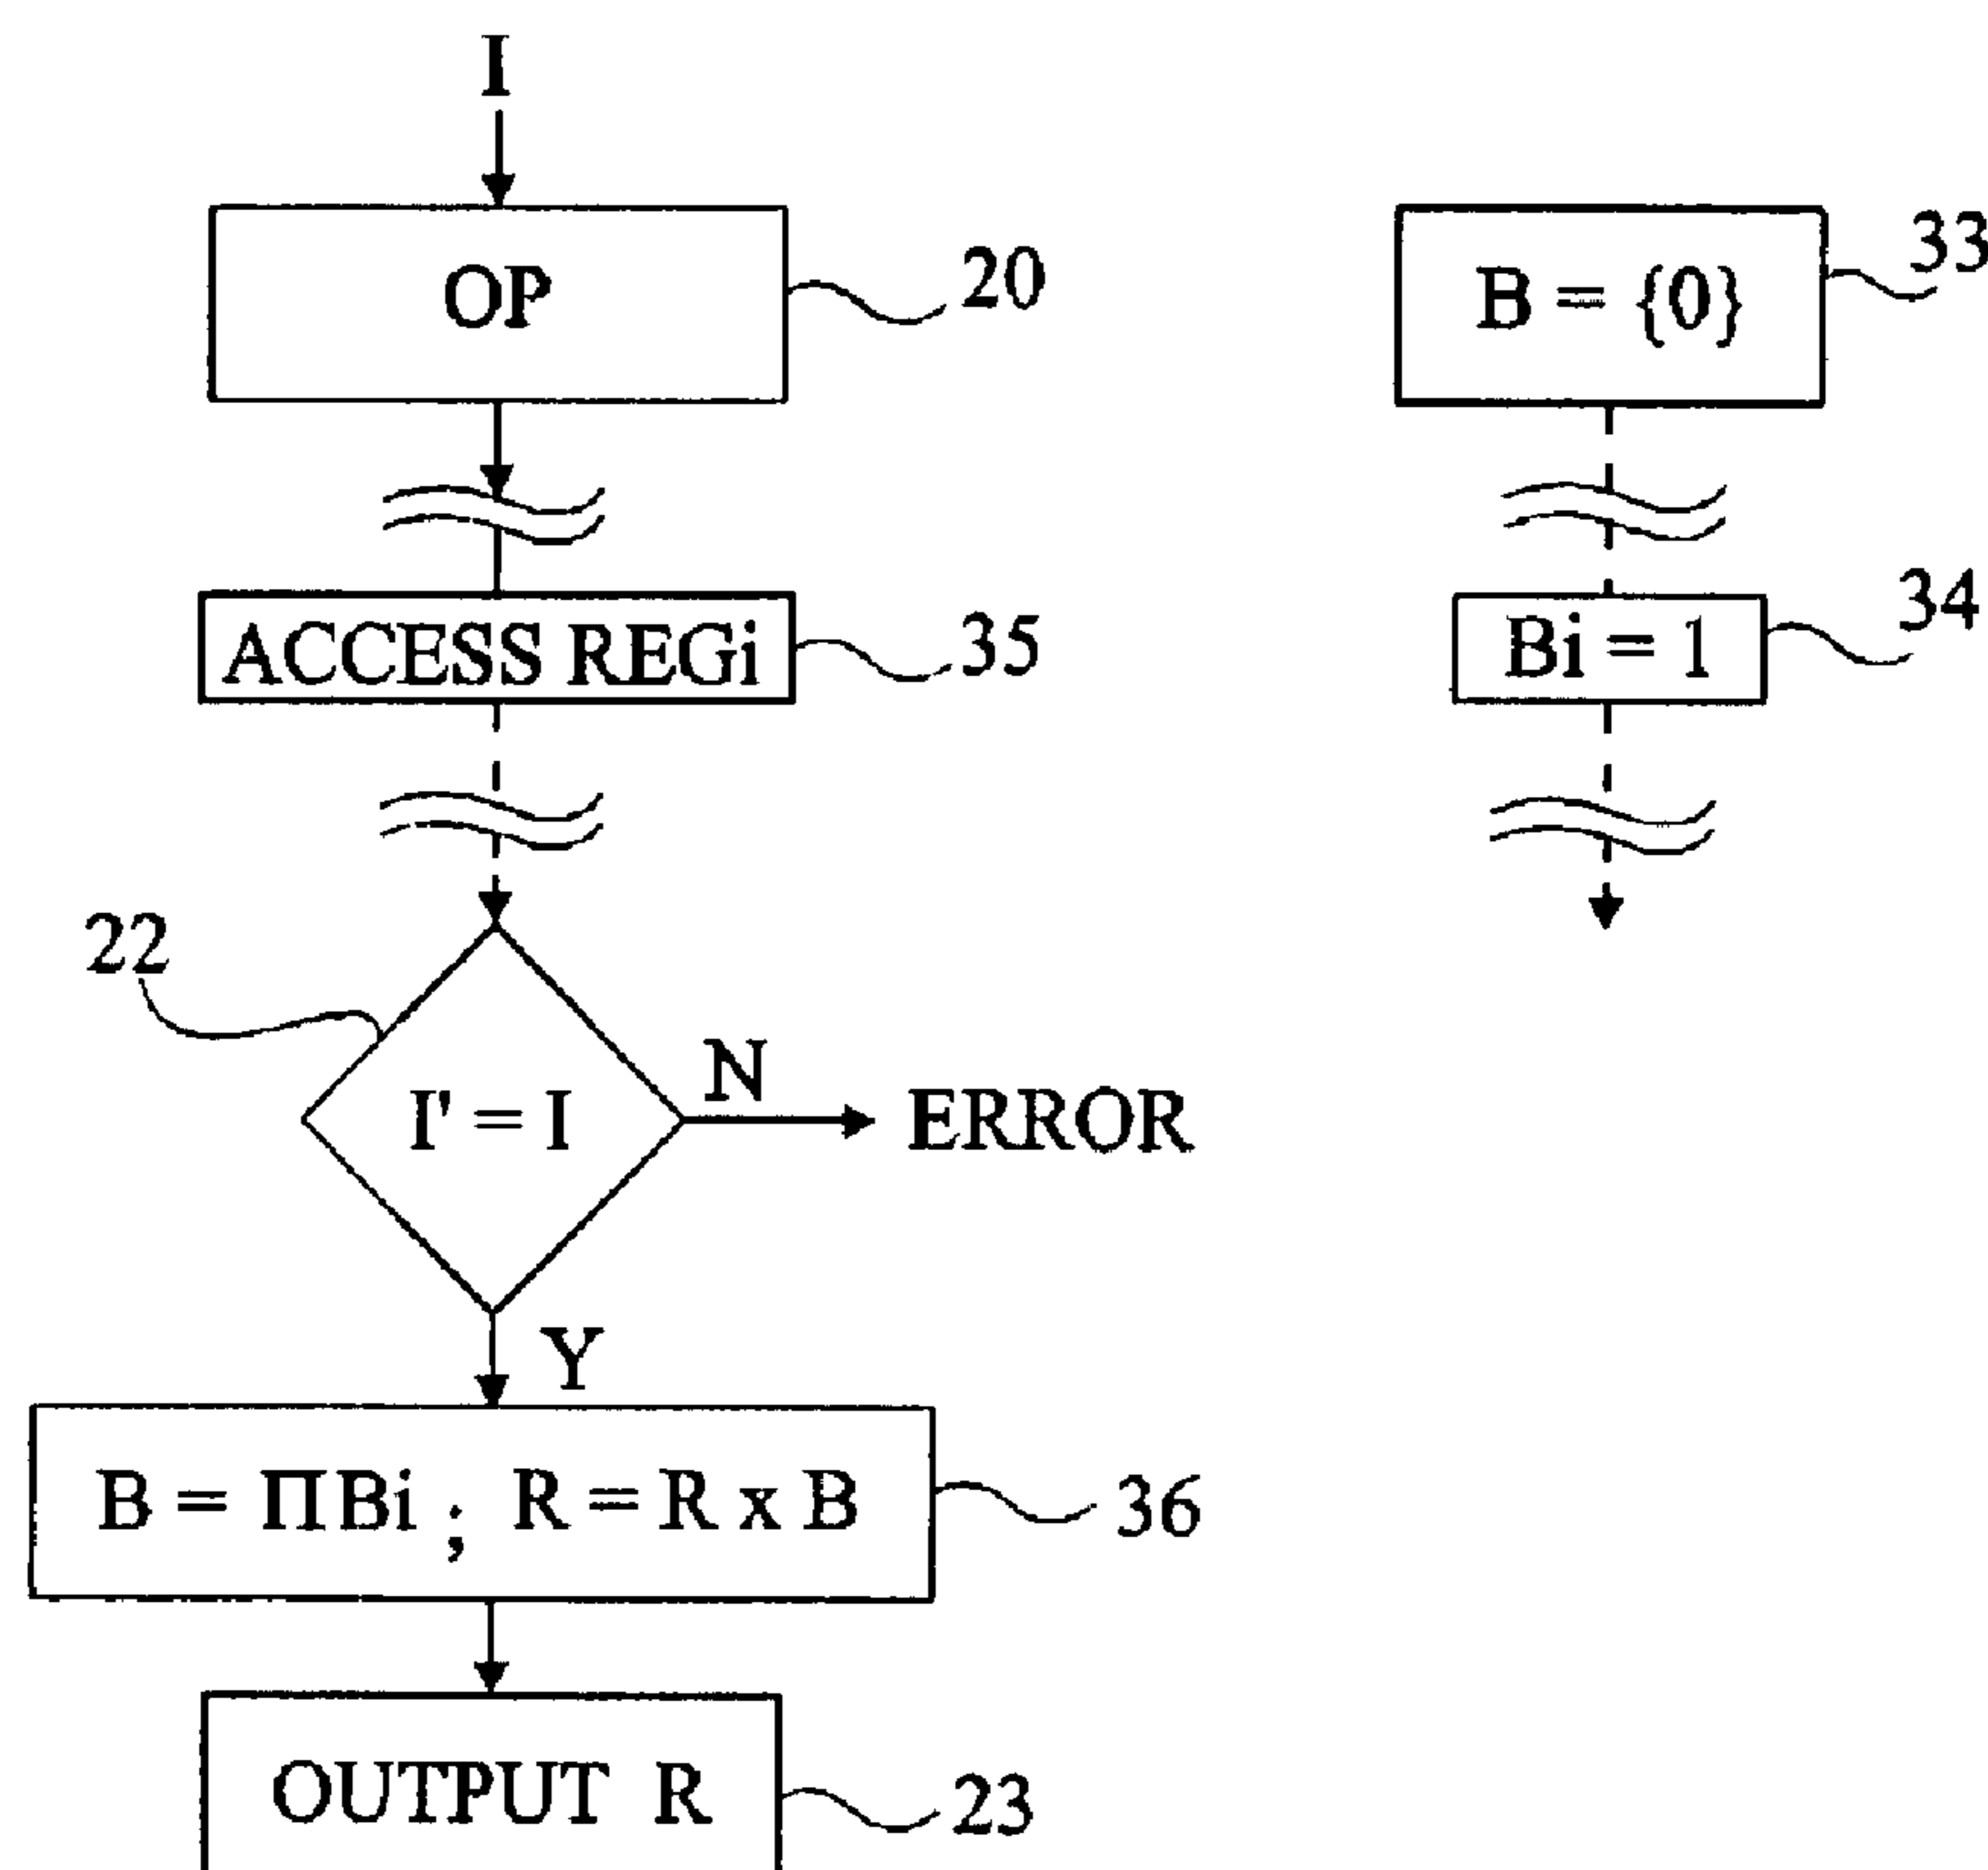 I
OP
20
B = {0}
33
ACCESS REGi
35
Bi = 1
34
22
I' = I
N
ERROR
Y
B = ΠBi ; R = R x B
36
OUTPUT R
23